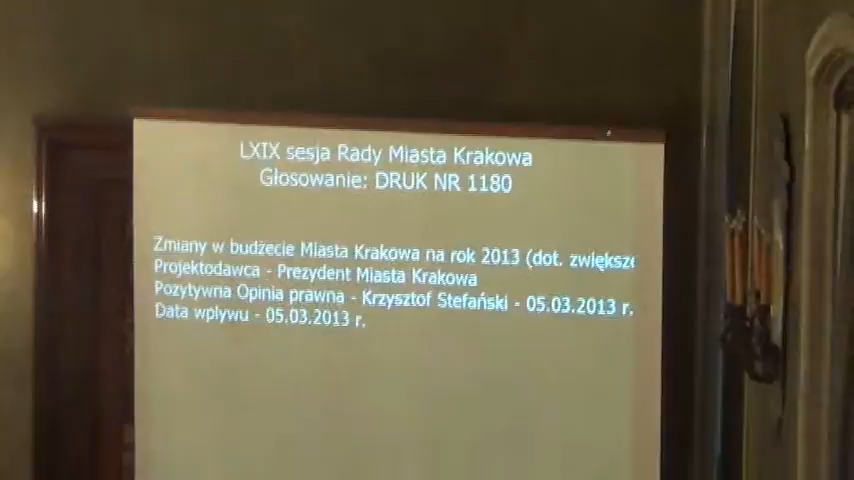 LXIX sesja Rady Miasta Krakowa
Głosowanie: DRUK NR 1180
Zmiany w budżecie Miasta Krakowa na rok 2013 (dot. zwiększe
Projektodawca - Prezydent Miasta Krakowa
Pozytywna Opinia prawna - Krzysztof Stefański - 05.03.2013 r.
Data wpływu - 05.03.2013 r.